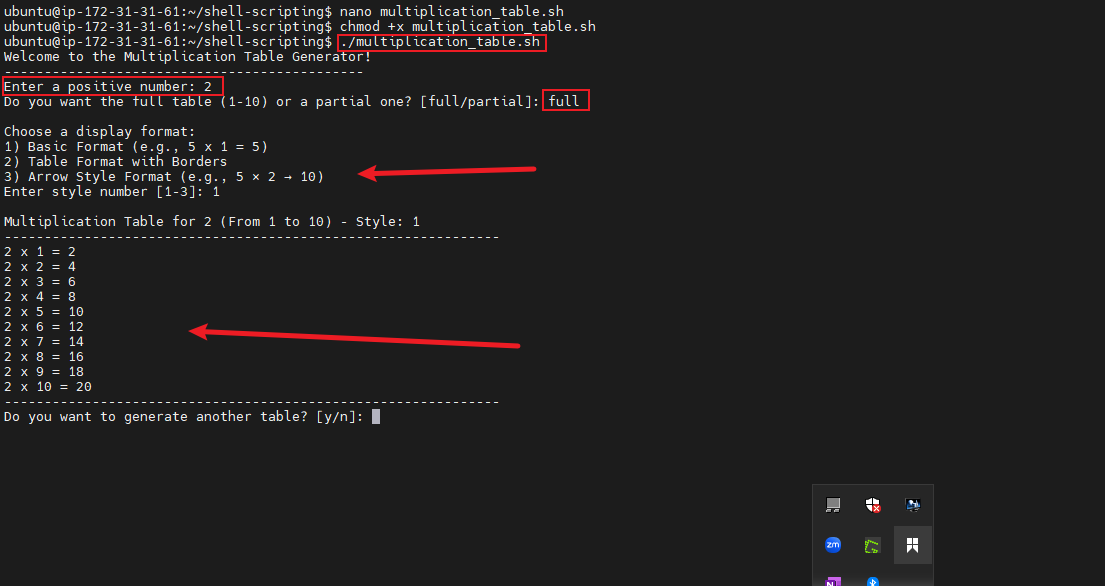 ubuntu@ip-172-31-31-61:~/shell-scripting$ nano multiplication_table.sh
ubuntu@ip-172-31-31-61:~/shell-scripting$ chmod +x multiplication_table.sh
ubuntu@ip-172-31-31-61:~/shell-scripting$ ./multiplication_table.sh
Welcome to the Multiplication Table Generator!
---------------------------------------------
Enter a positive number: 2
Do you want the full table (1-10) or a partial one? [full/partial]: full
Choose a display format:
1) Basic Format (e.g., 5 x 1 = 5)
2) Table Format with Borders
3) Arrow Style Format (e.g., 5 × 2 → 10)
Enter style number [1-3]: 1
Multiplication Table for 2 (From 1 to 10) - Style: 1
--------------------------------------------------------------
2 x 1 = 2
2 x 2 = 4
2 x 3 = 6
2 x 4 = 8
2 x 5 = 10
2 x 6 = 12
2 x 7 = 14
2 x 8 = 16
2 x 9 = 18
2 x 10 = 20
--------------------------------------------------------------
Do you want to generate another table? [y/n]:
zm
N